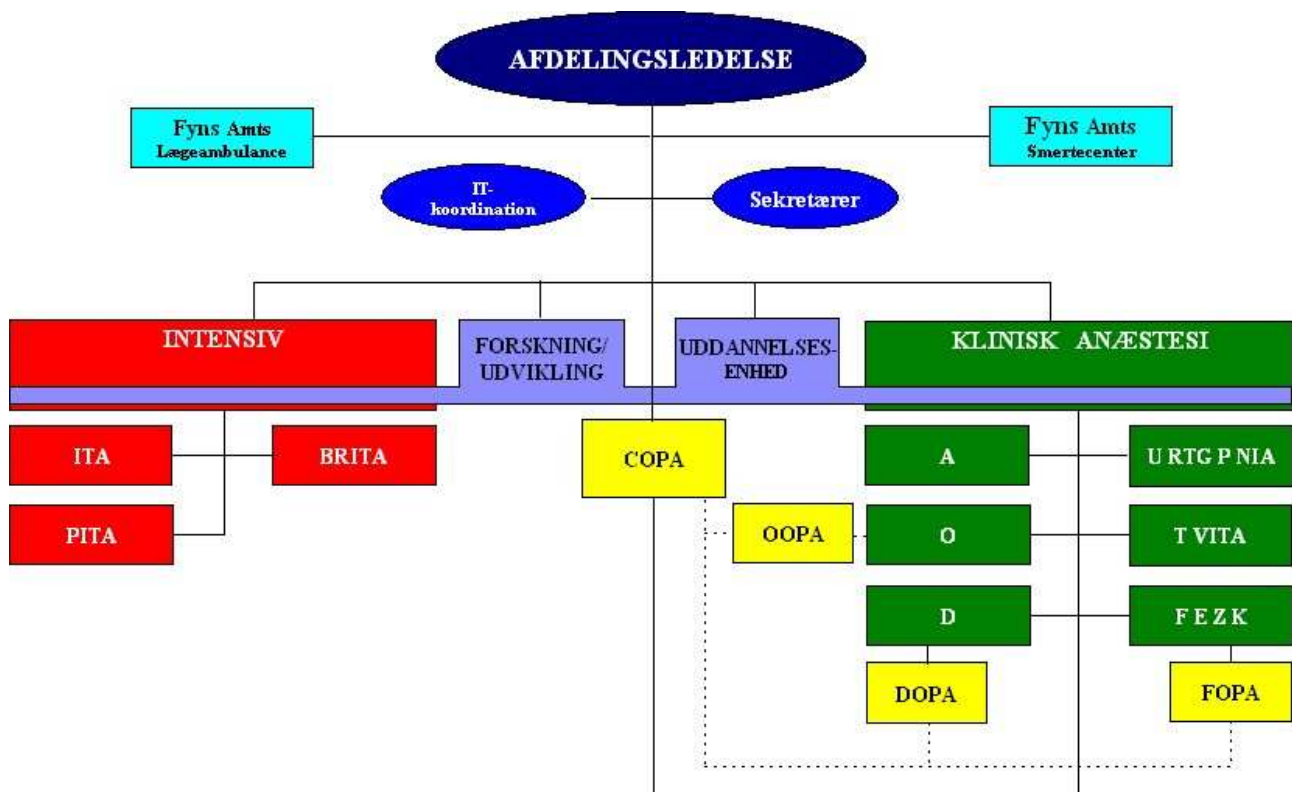 AFDELINGSLEDELSE
Fyns Amts
Lægeambulance
Fyns Amts
Smertecenter
IT-
koordination
Sekretærer
INTENSIV
FORSKNING/
UDVIKLING
UDDANNELSES-
ENHED
KLINISK ANÆSTESI
ITA
BRITA
COPA
A
U RTG P NIA
PITA
OOPA
O
T VITA
D
F E Z K
DOPA
FOPA